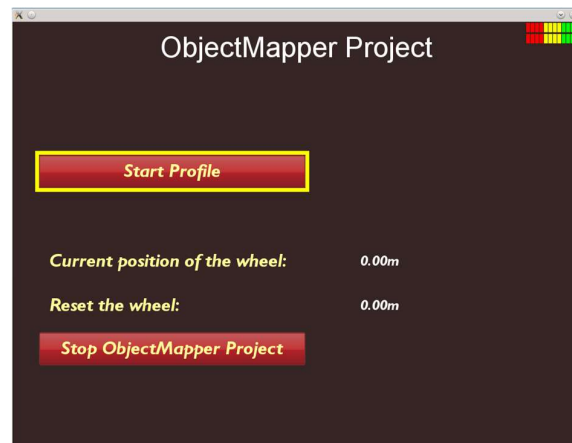 ObjectMapper Project
Start Profile
Current position of the wheel: 0.00m
Reset the wheel: 0.00m
Stop ObjectMapper Project